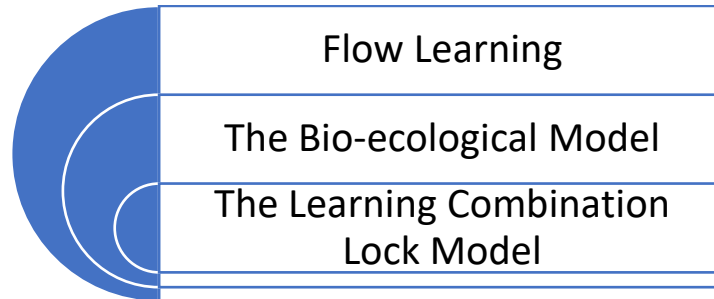 Flow Learning
The Bio-ecological Model
The Learning Combination
Lock Model